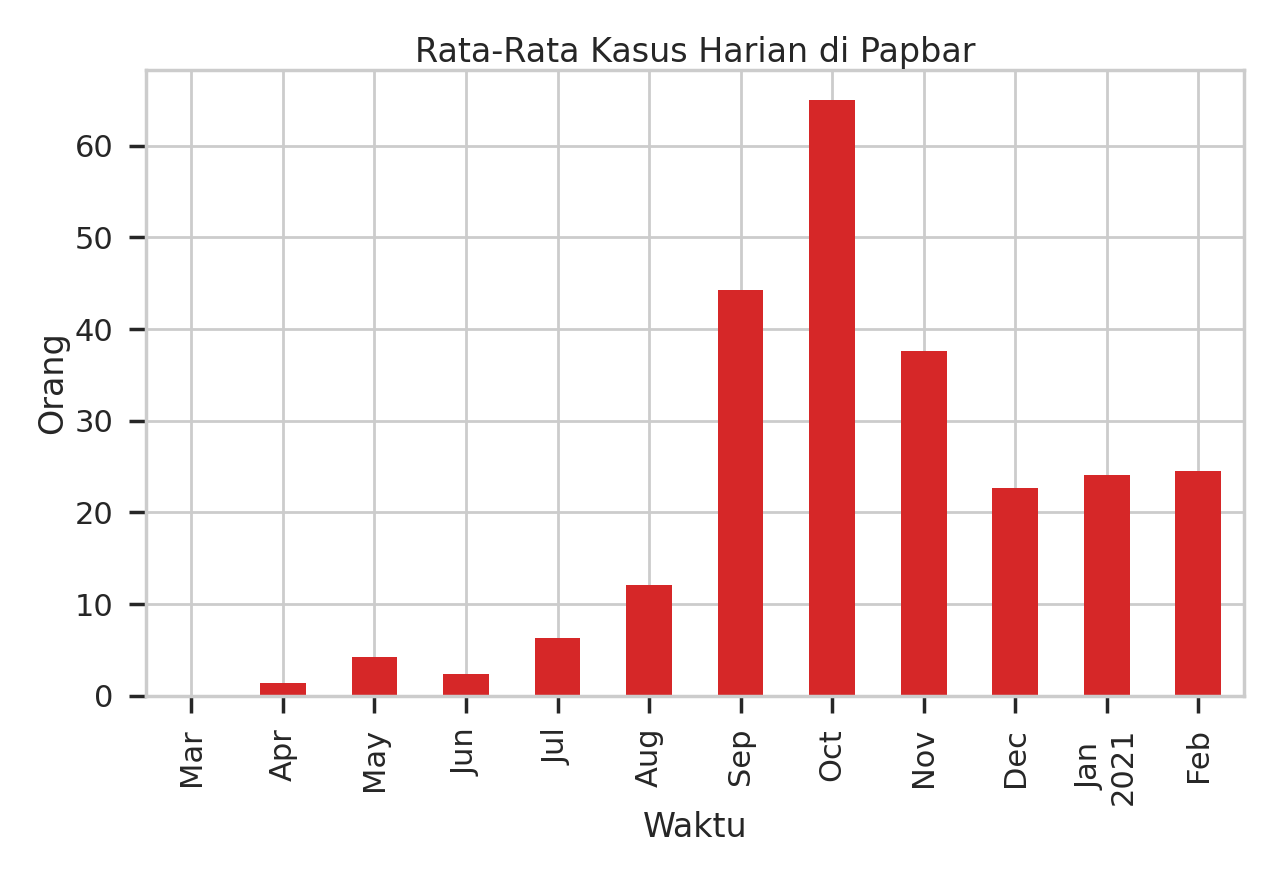 Rata-Rata Kasus Harian di Papbar
Orang
60
50
40
30
20
10
0
Mar
Apr
May
Jun
Jul
Aug
Sep
Oct
Nov
Dec
Jan
2021
Feb
Waktu